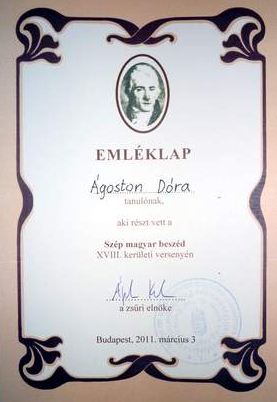 EMLÉKLAP
Ágoston Dóra
tanulónak,
aki részt vett a
Szép magyar beszéd
XVIII. kerületi versenyén
a zsűri elnöke
Budapest, 2011. március 3